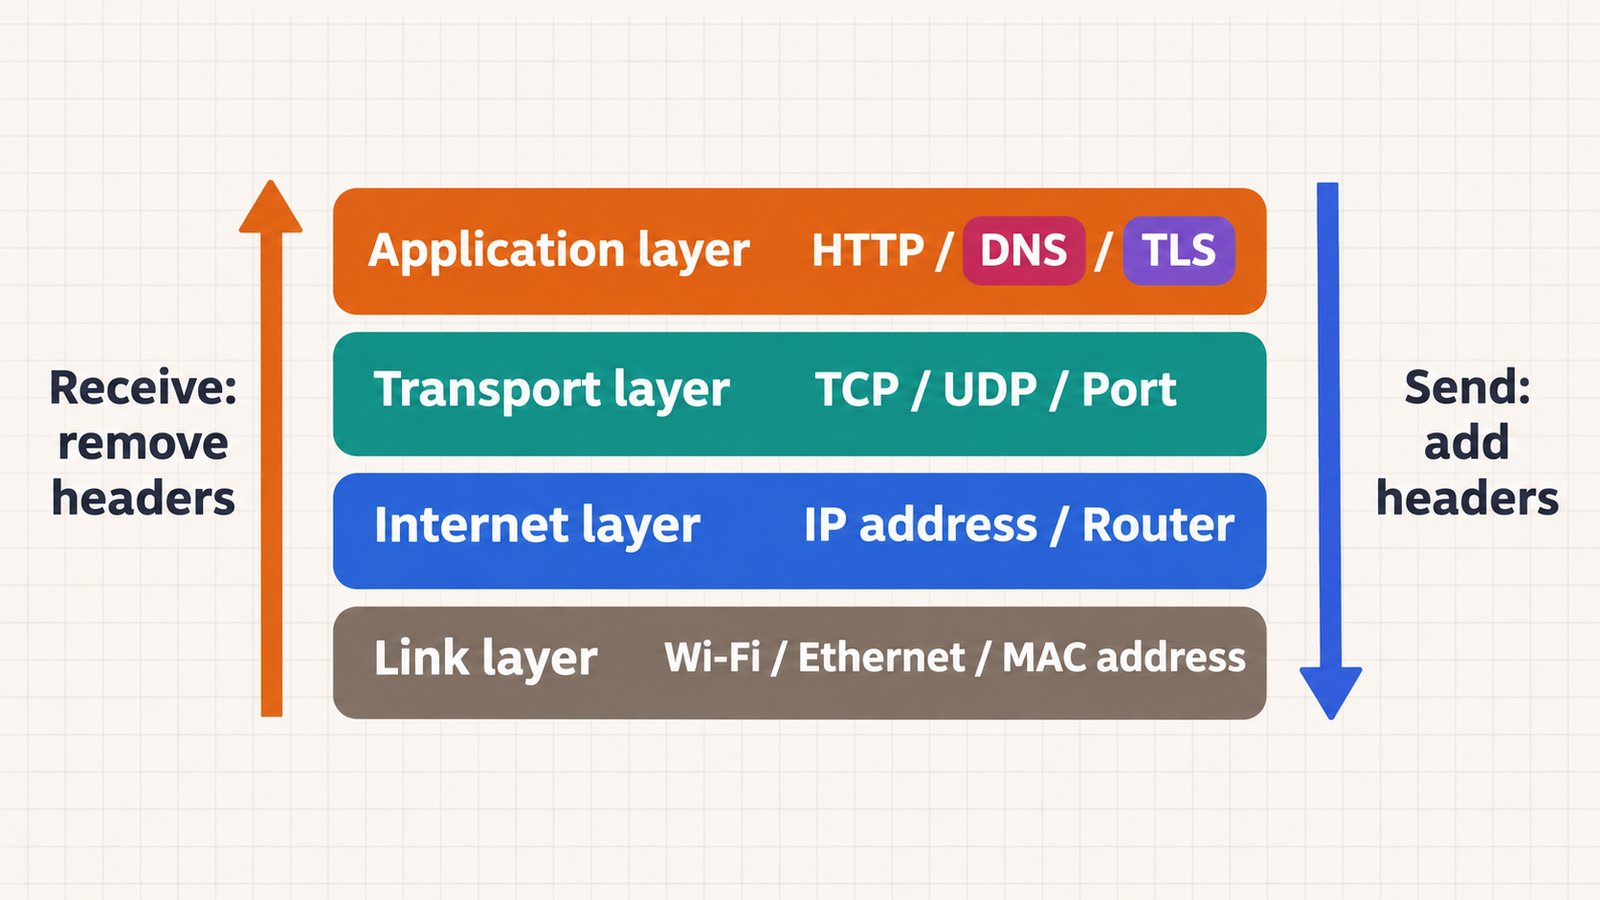 Application layer HTTP / DNS / TLS
Transport layer TCP / UDP / Port
Internet layer IP address / Router
Link layer Wi-Fi / Ethernet / MAC address
Receive:
remove
headers
Send:
add
headers